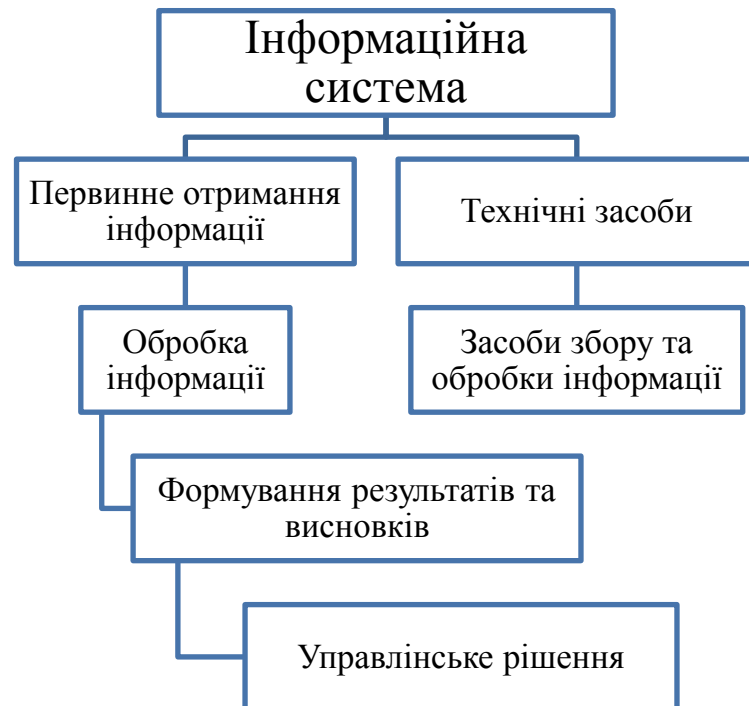 Інформаційна
система
Первинне отримання
інформації
Технічні засоби
Обробка
інформації
Засоби збору та
обробки інформації
Формування результатів та
висновків
Управлінське рішення